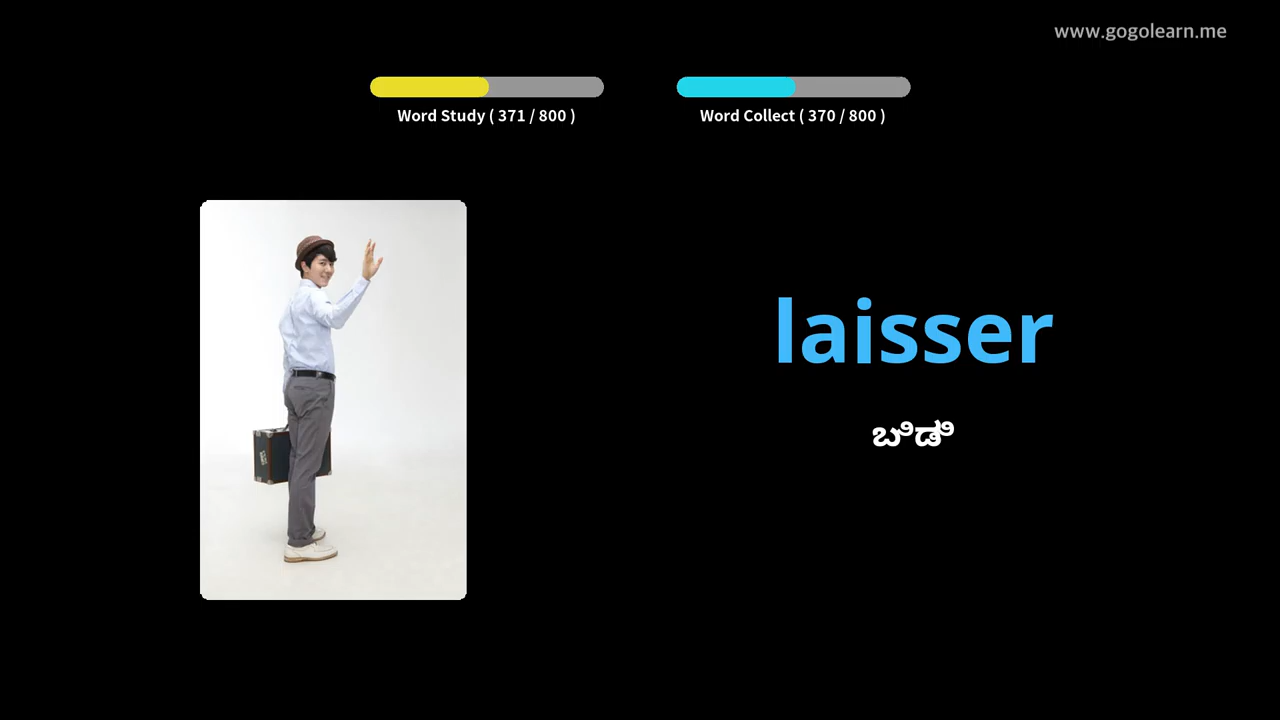 www.gogolearn.me
Word Study ( 371 / 800 )
Word Collect ( 370 / 800 )
laisser
ಬಿಡಿ